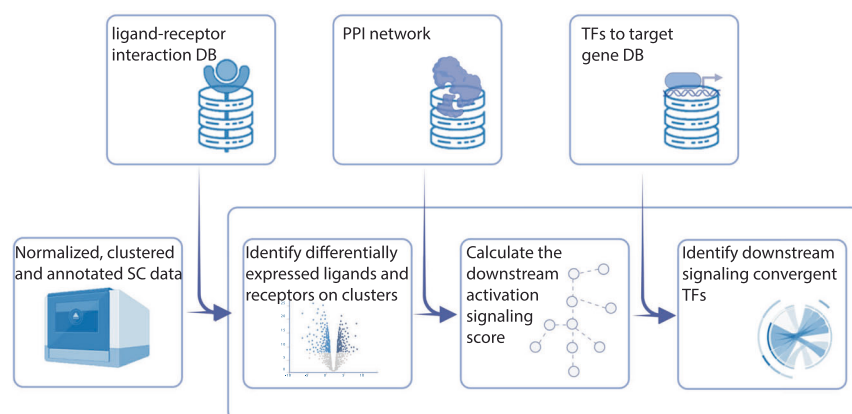 ligand-receptor
interaction DB
PPI network
TFs to target
gene DB
Normalized, clustered
and annotated SC data
Identify differentially
expressed ligands and
receptors on clusters
Calculate the
downstream
activation
signaling
score
Identify downstream
signaling convergent
TFs